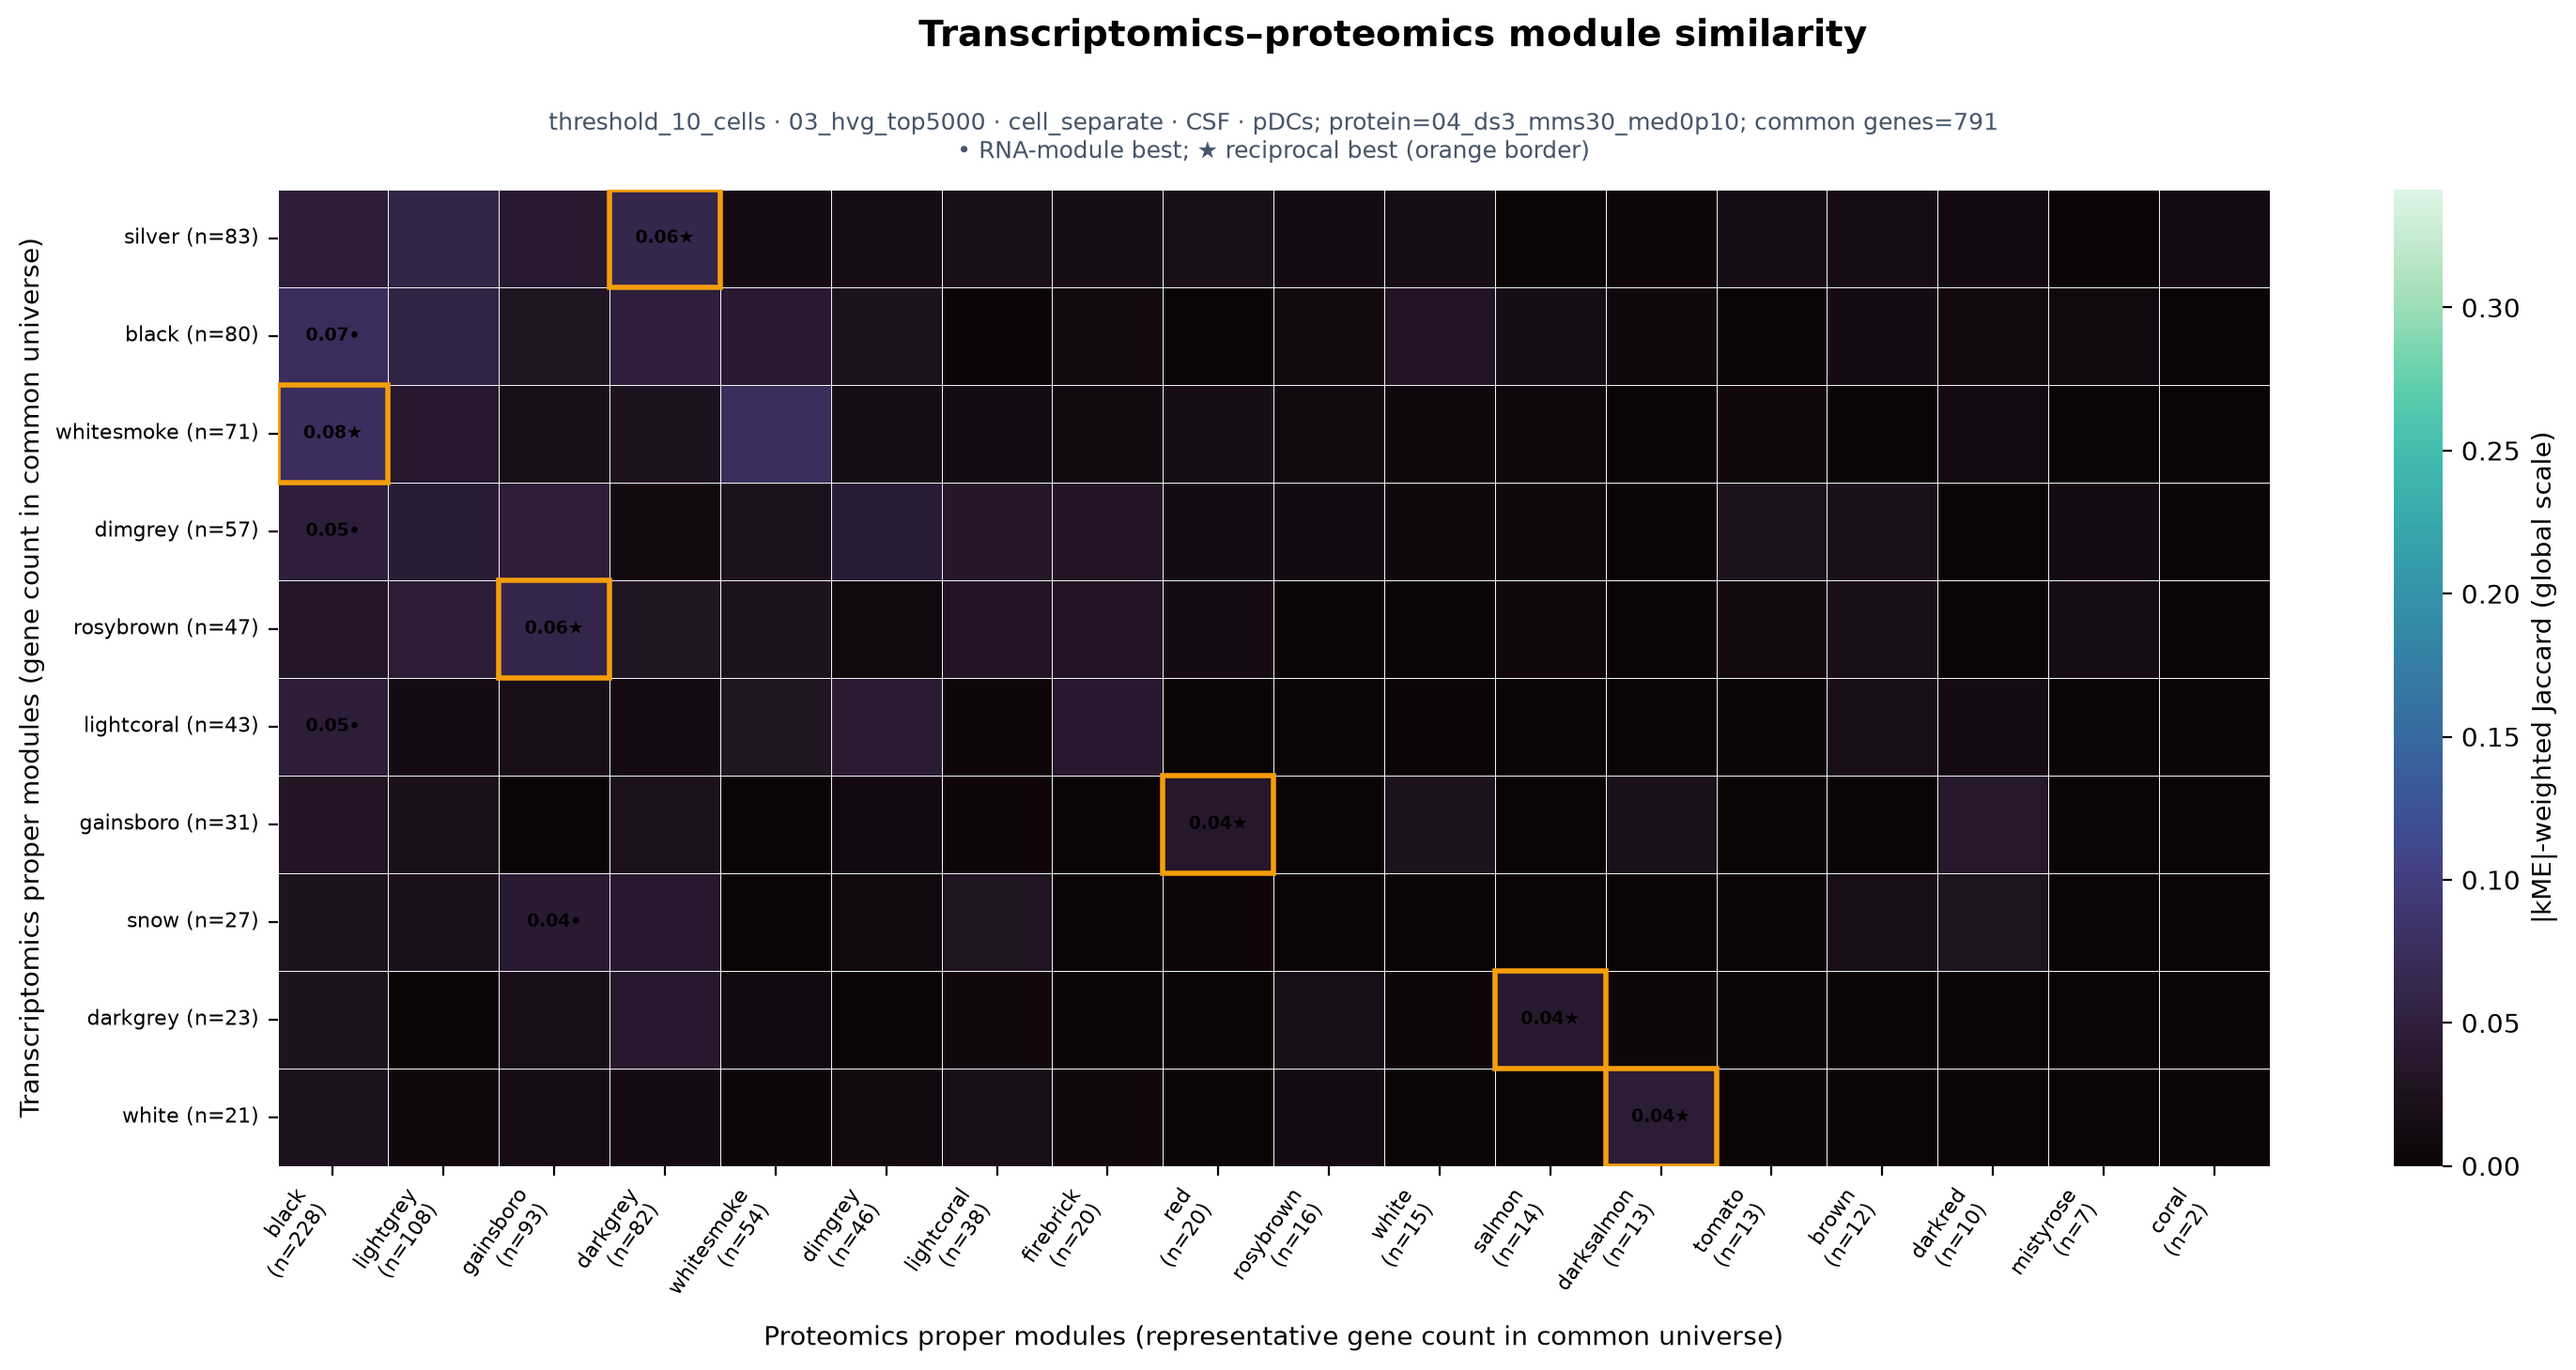 Transcriptomics–proteomics module similarity
threshold_10_cells · 03_hvg_top5000 · cell_separate · CSF · pDCs; protein=04_ds3_mms30_med0p10; common genes=791
• RNA-module best; ★ reciprocal best (orange border)
Transcriptomics proper modules (gene count in common universe)
silver (n=83)
black (n=80)
whitesmoke (n=71)
dimgrey (n=57)
rosybrown (n=47)
lightcoral (n=43)
gainsboro (n=31)
snow (n=27)
darkgrey (n=23)
white (n=21)
0.06★
0.07•
0.08★
0.05•
0.06★
0.05•
0.04★
0.04•
0.04★
0.04★
black
(n=228)
lightgrey
(n=108)
gainsboro
(n=93)
darkgrey
(n=82)
whitesmoke
(n=54)
dimgrey
(n=46)
lightcoral
(n=38)
firebrick
(n=20)
red
(n=20)
rosybrown
(n=16)
white
(n=15)
salmon
(n=14)
darksalmon
(n=13)
tomato
(n=13)
brown
(n=12)
darkred
(n=10)
mistyrose
(n=7)
coral
(n=2)
Proteomics proper modules (representative gene count in common universe)
0.30
0.25
0.20
0.15
0.10
0.05
0.00
|kME|-weighted Jaccard (global scale)